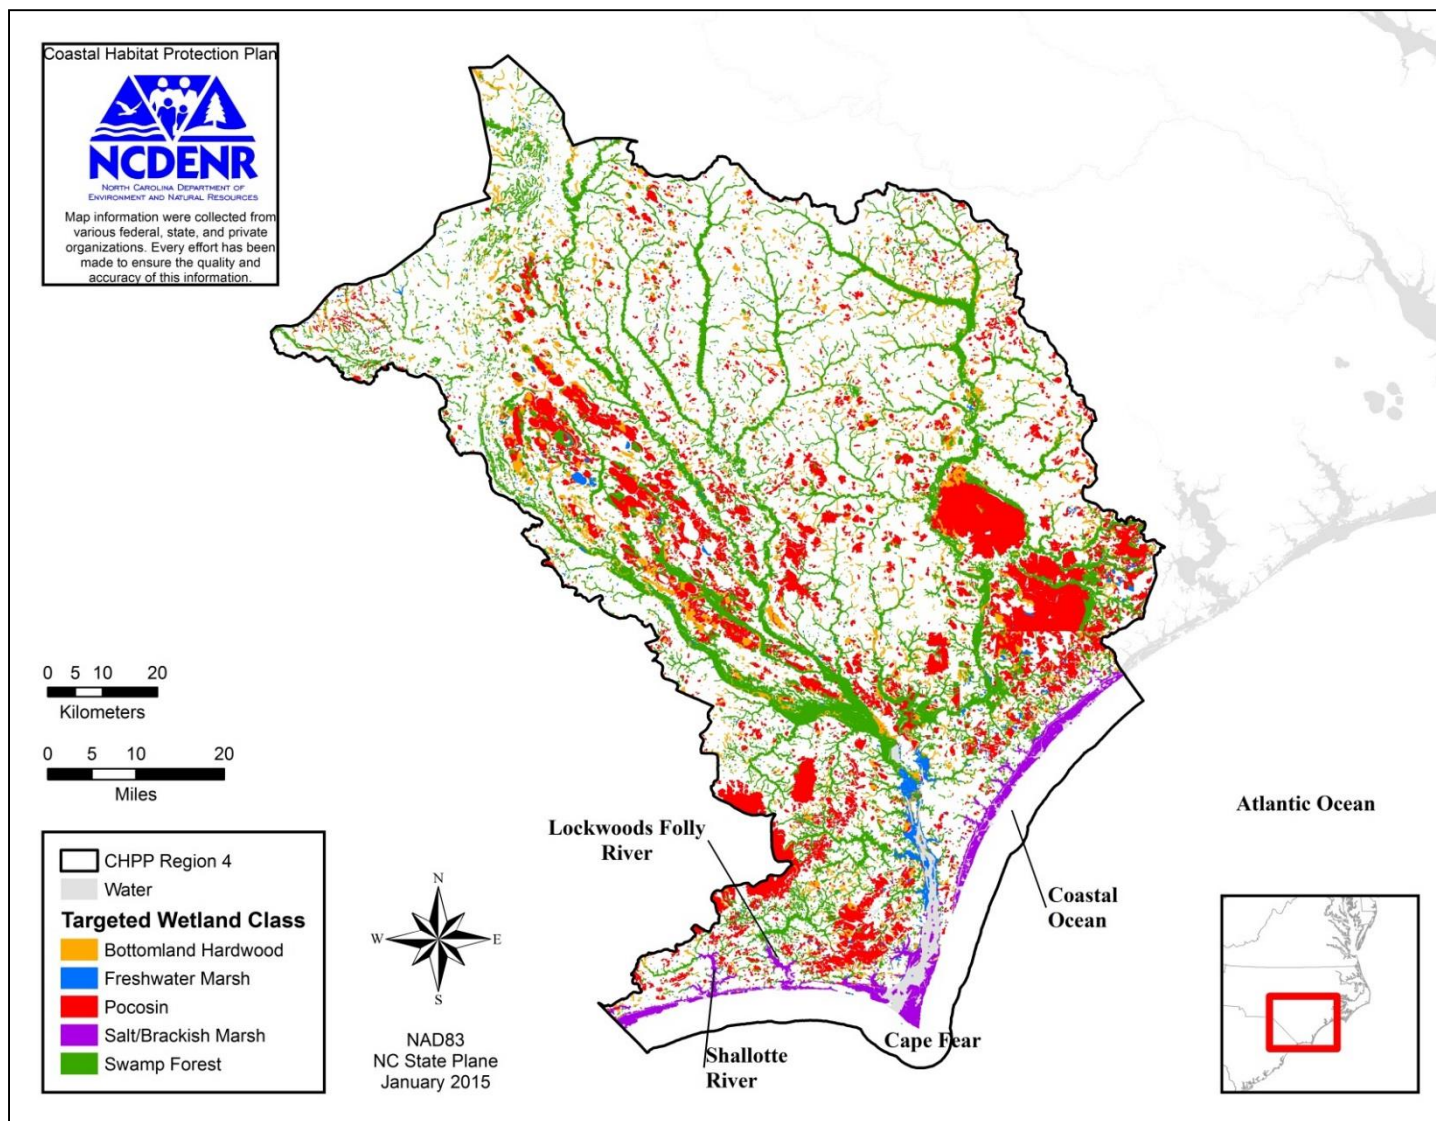 Coastal Habitat Protection Plan
NCDENR
NORTH CAROLINA DEPARTMENT OF
ENVIRONMENT AND NATURAL RESOURCES
Map information were collected from
various federal, state, and private
organizations. Every effort has been
made to ensure the quality and
accuracy of this information.
0 5 10 20
Kilometers
0 5 10 20
Miles
CHPP Region 4
Water
Targeted Wetland Class
Bottomland Hardwood
Freshwater Marsh
Pocosin
Salt/Brackish Marsh
Swamp Forest
N
W E
S
NAD83
NC State Plane
January 2015
Lockwoods Folly
River
Shallotte
River
Cape Fear
Coastal
Ocean
Atlantic Ocean